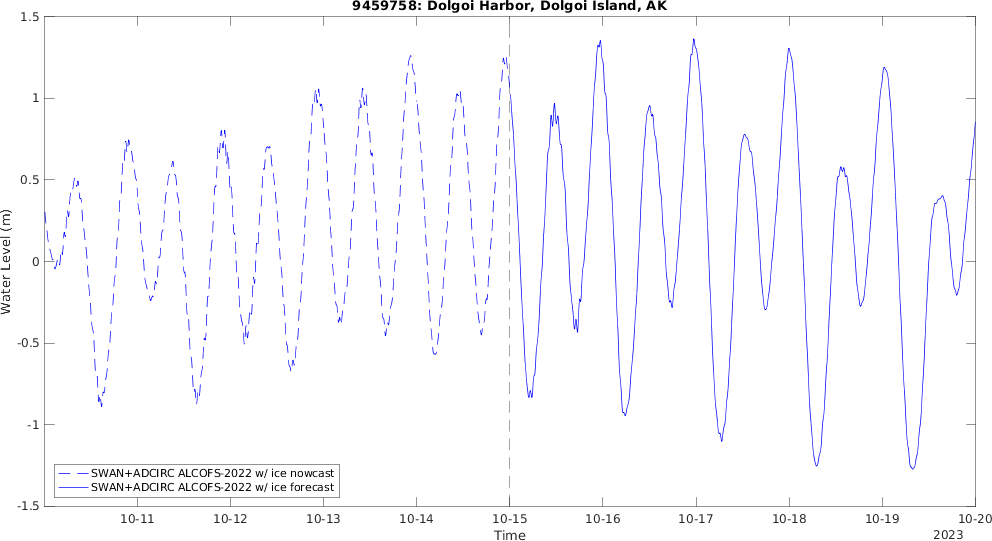 9459758: Dolgoi Harbor, Dolgoi Island, AK
1.5
1
0.5
0
-0.5
-1
-1.5
Water Level (m)
SWAN+ADCIRC ALCOFS-2022 w/ ice nowcast
SWAN+ADCIRC ALCOFS-2022 w/ ice forecast
10-11 10-12 10-13 10-14 10-15 10-16 10-17 10-18 10-19 10-20
Time
2023